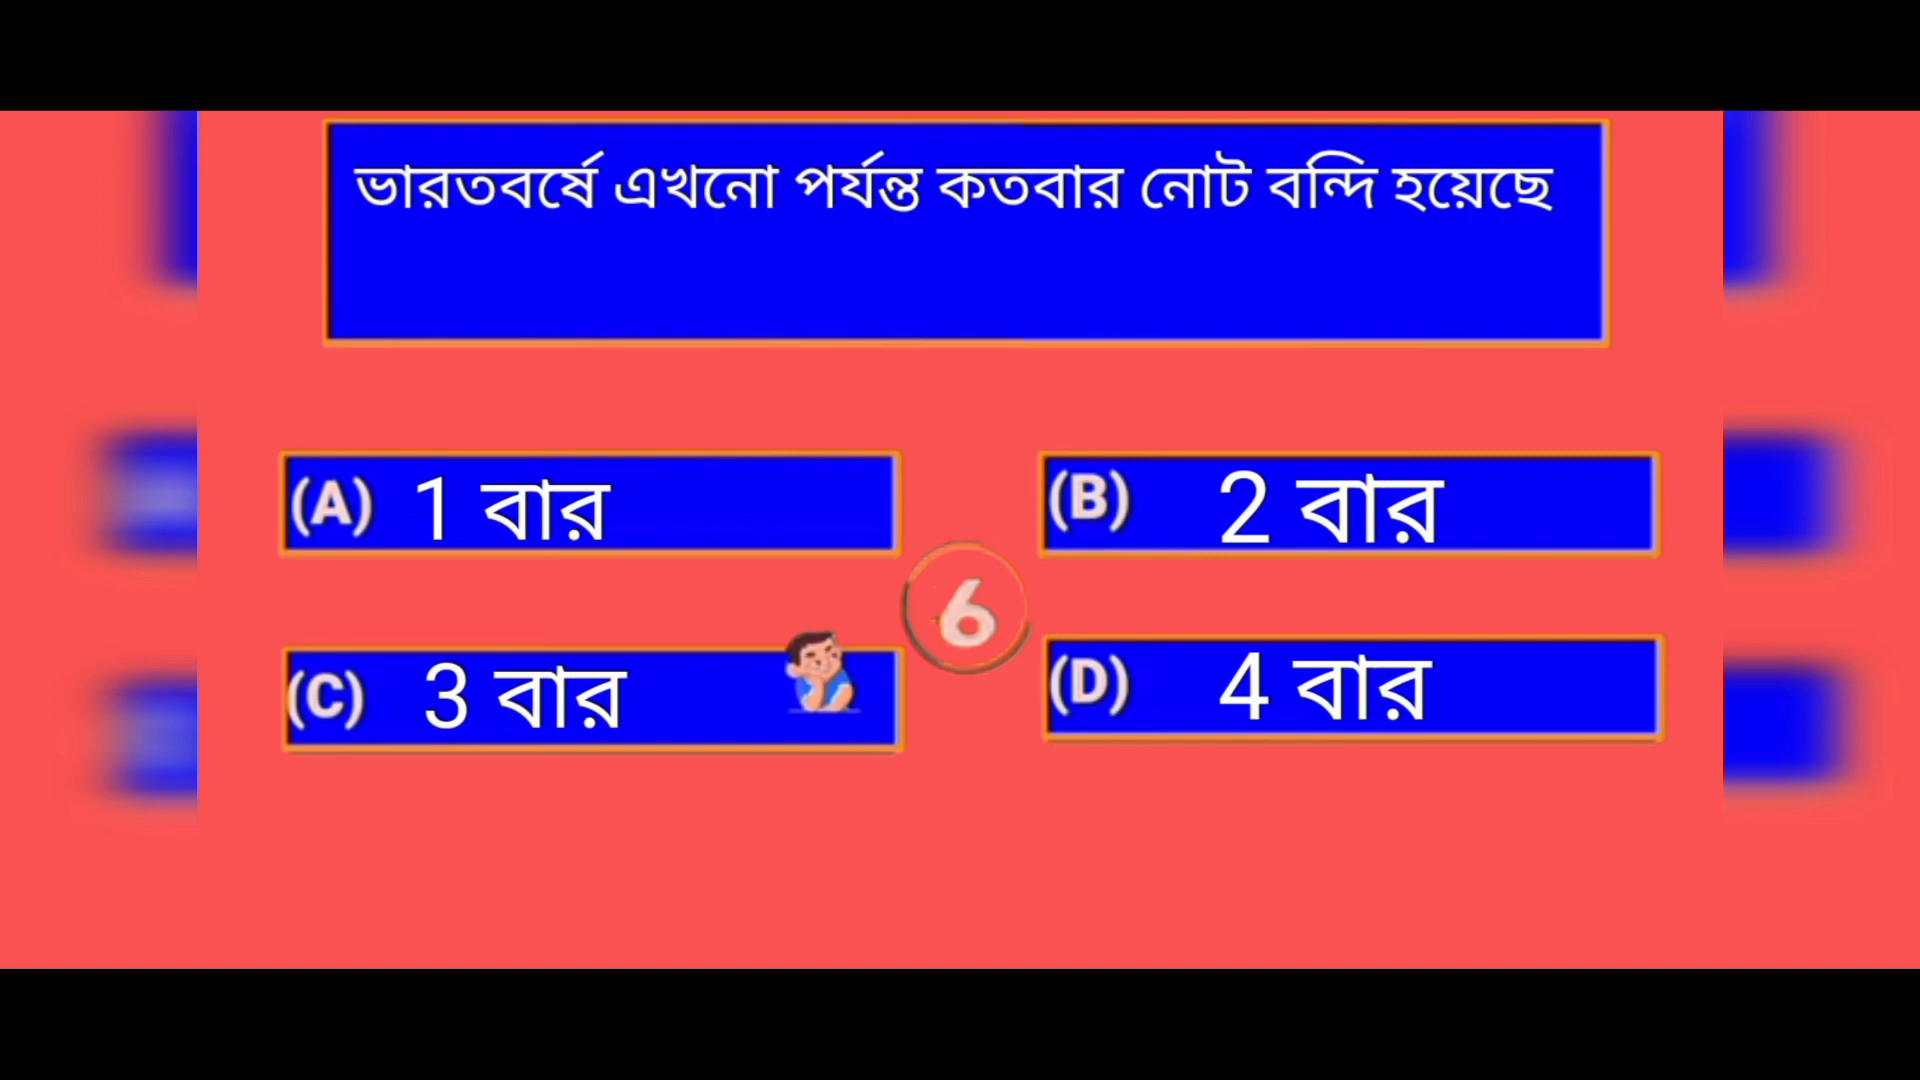 ভারতবর্ষে এখনো পর্যন্ত কতবার নোট বন্দি হয়েছে
(A) 1 বার
(B) 2 বার
6
(C) 3 বার
(D) 4 বার